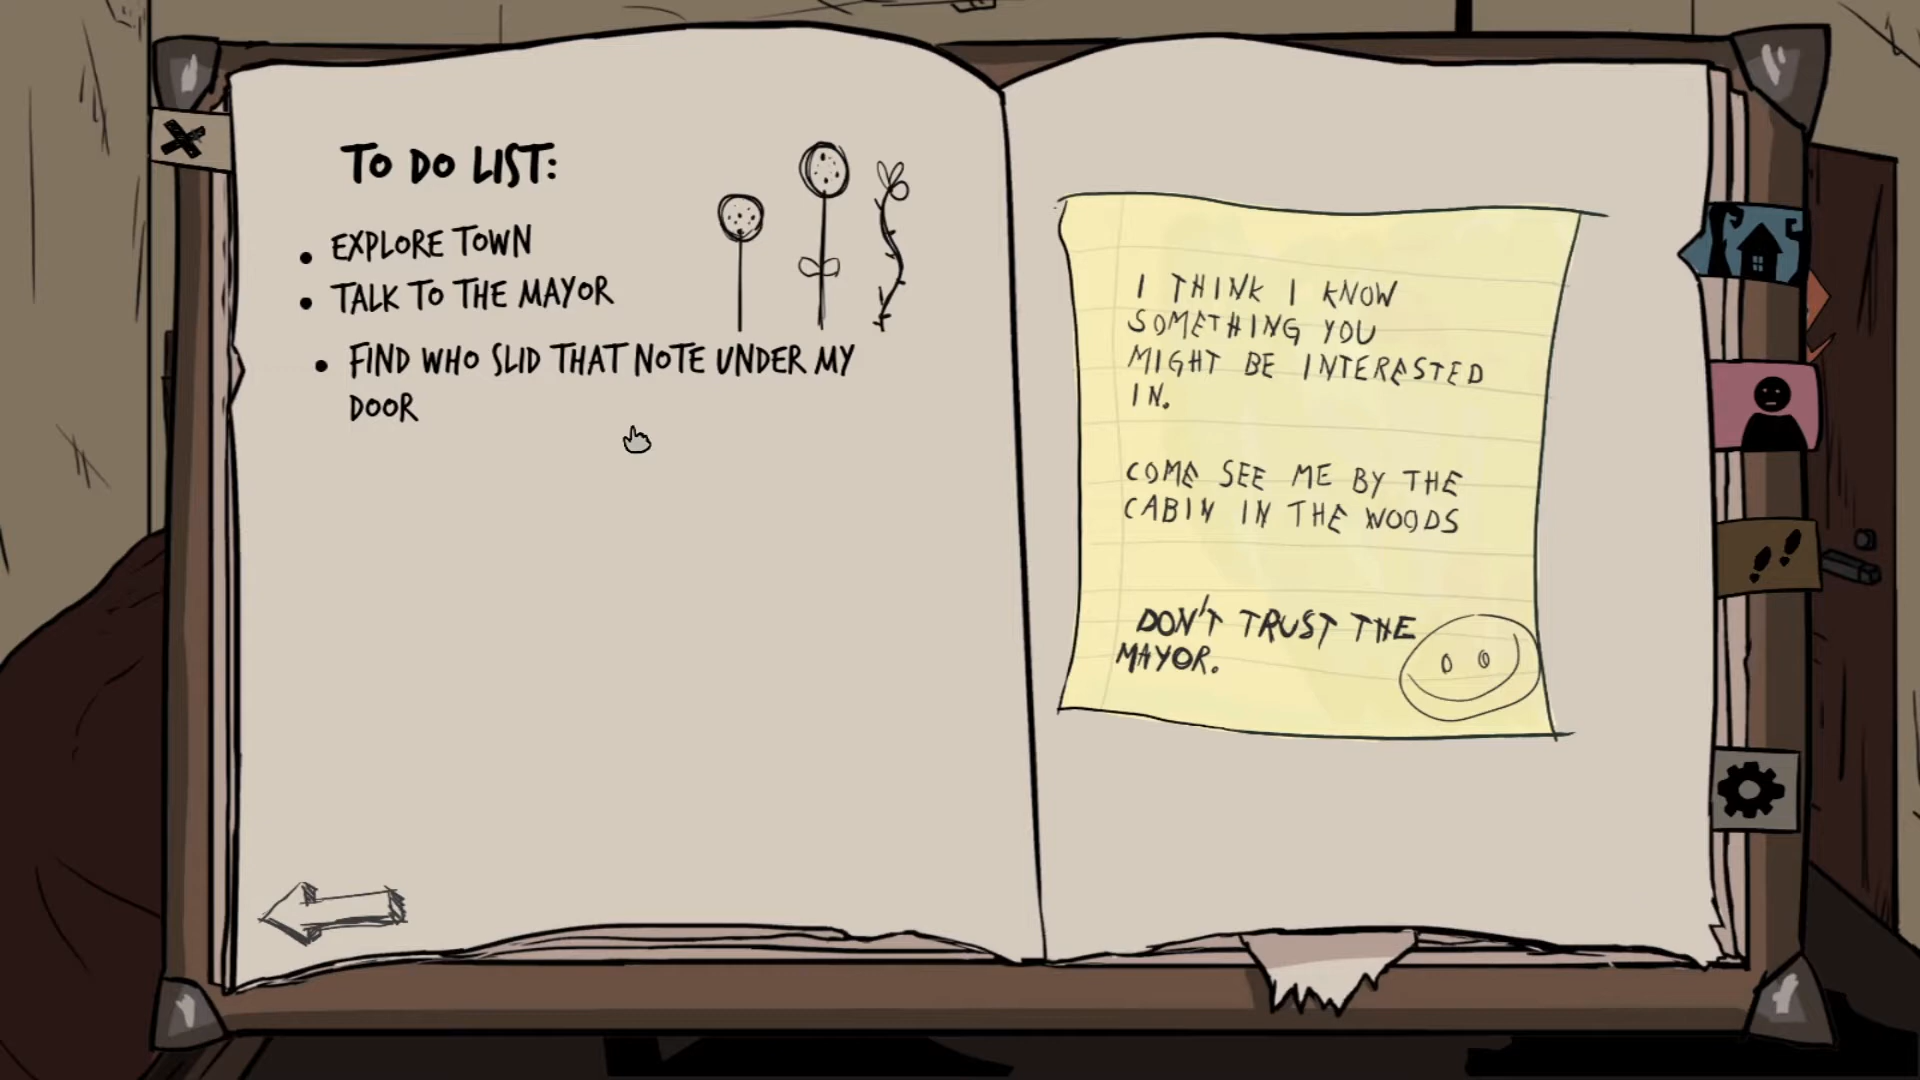 TO DO LIST:
EXPLORE TOWN
TALK TO THE MAYOR
FIND WHO SLID THAT NOTE UNDER MY
DOOR
I THINK I KNOW
SOMETHING YOU
MIGHT BE INTERESTED
IN.
COME SEE ME BY THE
CABIN IN THE WOODS
DON'T TRUST THE
MAYOR.